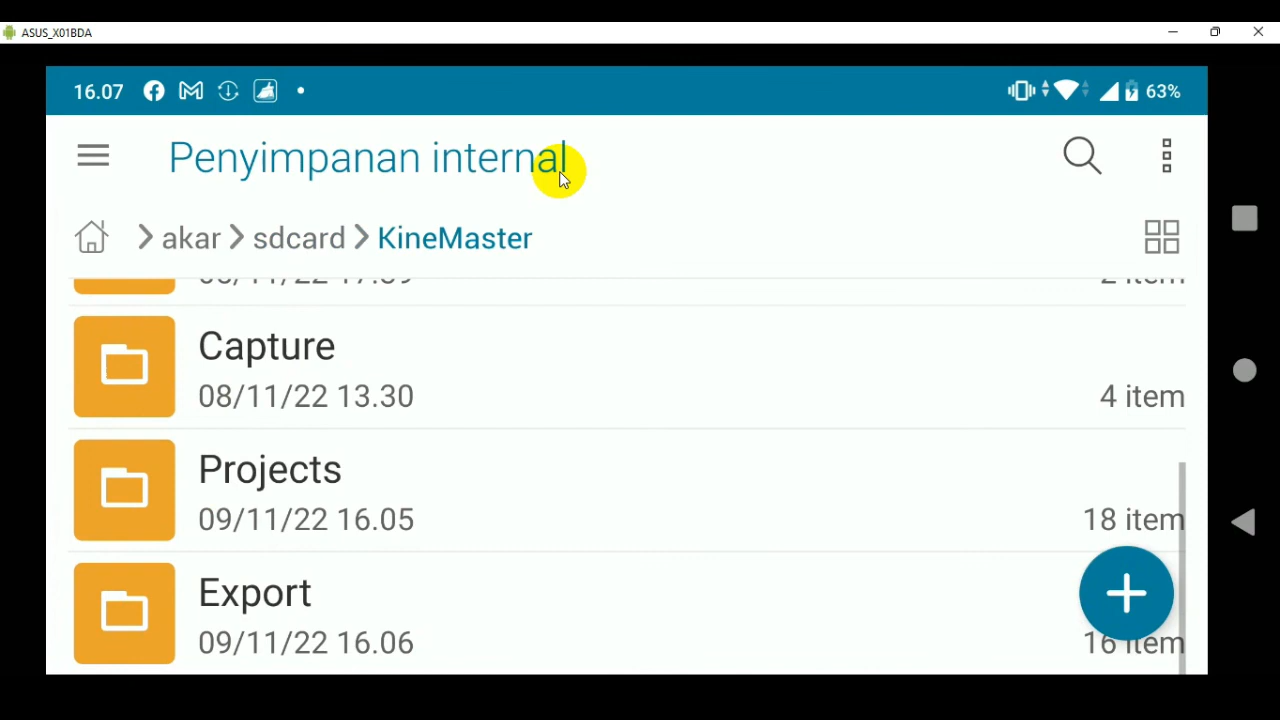 ASUS_X01BDA
16.07
63%
Penyimpanan internal
akar sdcard KineMaster
Capture
08/11/22 13.30
4 item
Projects
09/11/22 16.05
18 item
Export
09/11/22 16.06
16 item